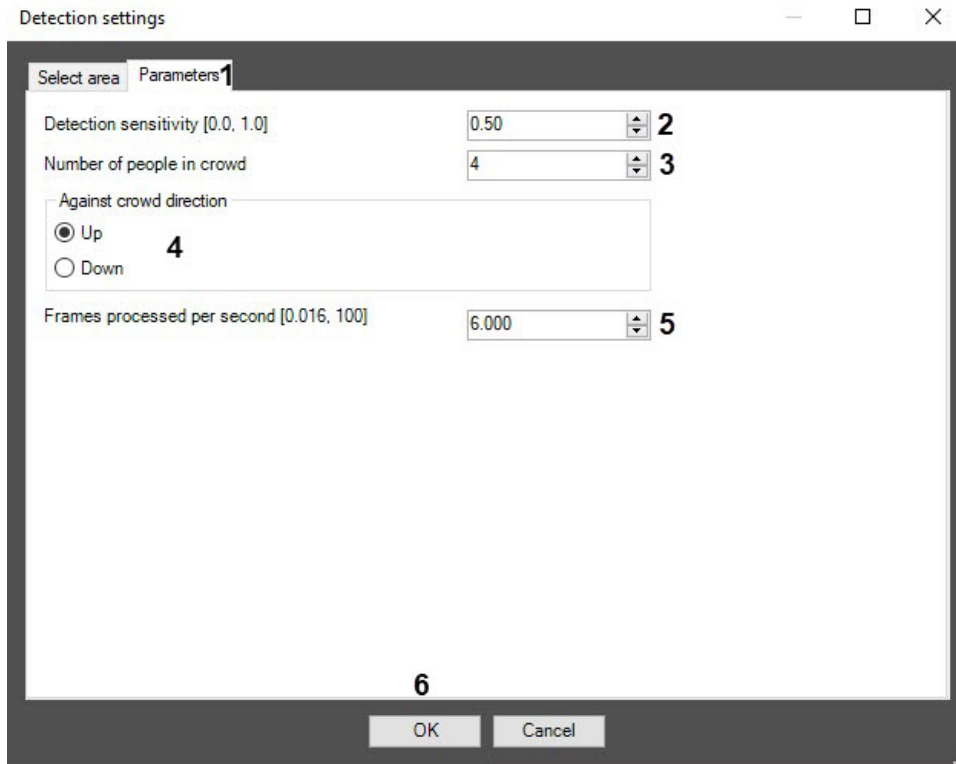 Detection settings
Select area Parameters 1
Detection sensitivity [0.0, 1.0] 0.50 2
Number of people in crowd 4 3
Against crowd direction
Up
4
Down
Frames processed per second [0.016, 100] 6.000 5
6
OK Cancel